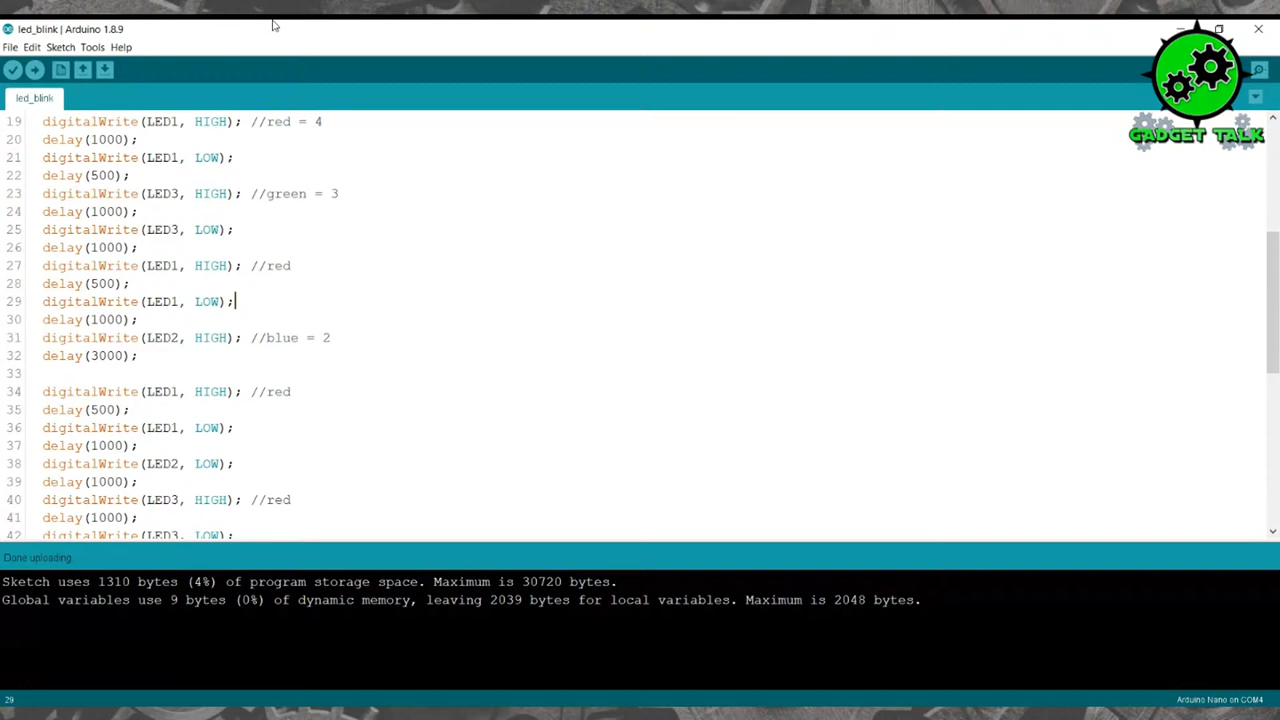 led_blink | Arduino 1.8.9
File Edit Sketch Tools Help
GADGET TALK
led_blink
19 digitalWrite(LED1, HIGH); //red = 4
20 delay(1000);
21 digitalWrite(LED1, LOW);
22 delay(500);
23 digitalWrite(LED3, HIGH); //green = 3
24 delay(1000);
25 digitalWrite(LED3, LOW);
26 delay(1000);
27 digitalWrite(LED1, HIGH); //red
28 delay(500);
29 digitalWrite(LED1, LOW);
30 delay(1000);
31 digitalWrite(LED2, HIGH); //blue = 2
32 delay(3000);
33
34 digitalWrite(LED1, HIGH); //red
35 delay(500);
36 digitalWrite(LED1, LOW);
37 delay(1000);
38 digitalWrite(LED2, LOW);
39 delay(1000);
40 digitalWrite(LED3, HIGH); //red
41 delay(1000);
42 digitalWrite(LED3, LOW);
Done uploading.
Sketch uses 1310 bytes (4%) of program storage space. Maximum is 30720 bytes.
Global variables use 9 bytes (0%) of dynamic memory, leaving 2039 bytes for local variables. Maximum is 2048 bytes.
29 Arduino Nano on COM4